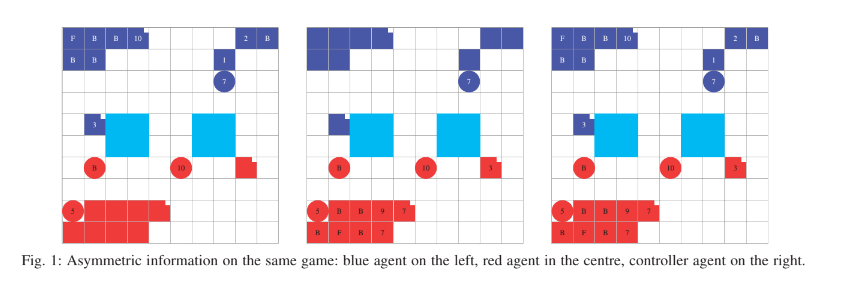 F B B 10 2 B
B B 1
7
3
B 10
5
7
B 10 3
5 B B 9 7
B F B 7
F B B 10 2 B
B B 1
7
3
B 10 3
5 B B 9 7
B F B 7
Fig. 1: Asymmetric information on the same game: blue agent on the left, red agent in the centre, controller agent on the right.